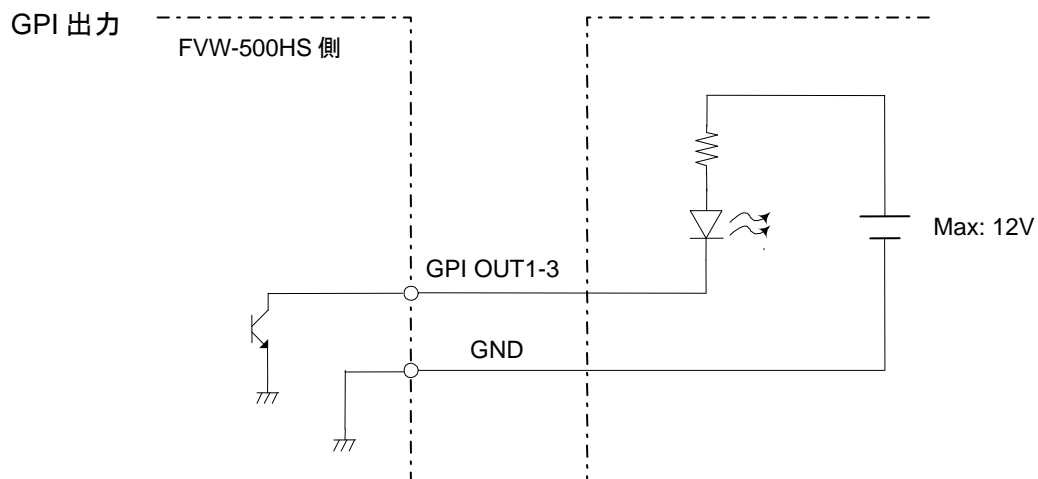 GPI 出力
FVW-500HS 側
Max: 12V
GPI OUT1-3
GND